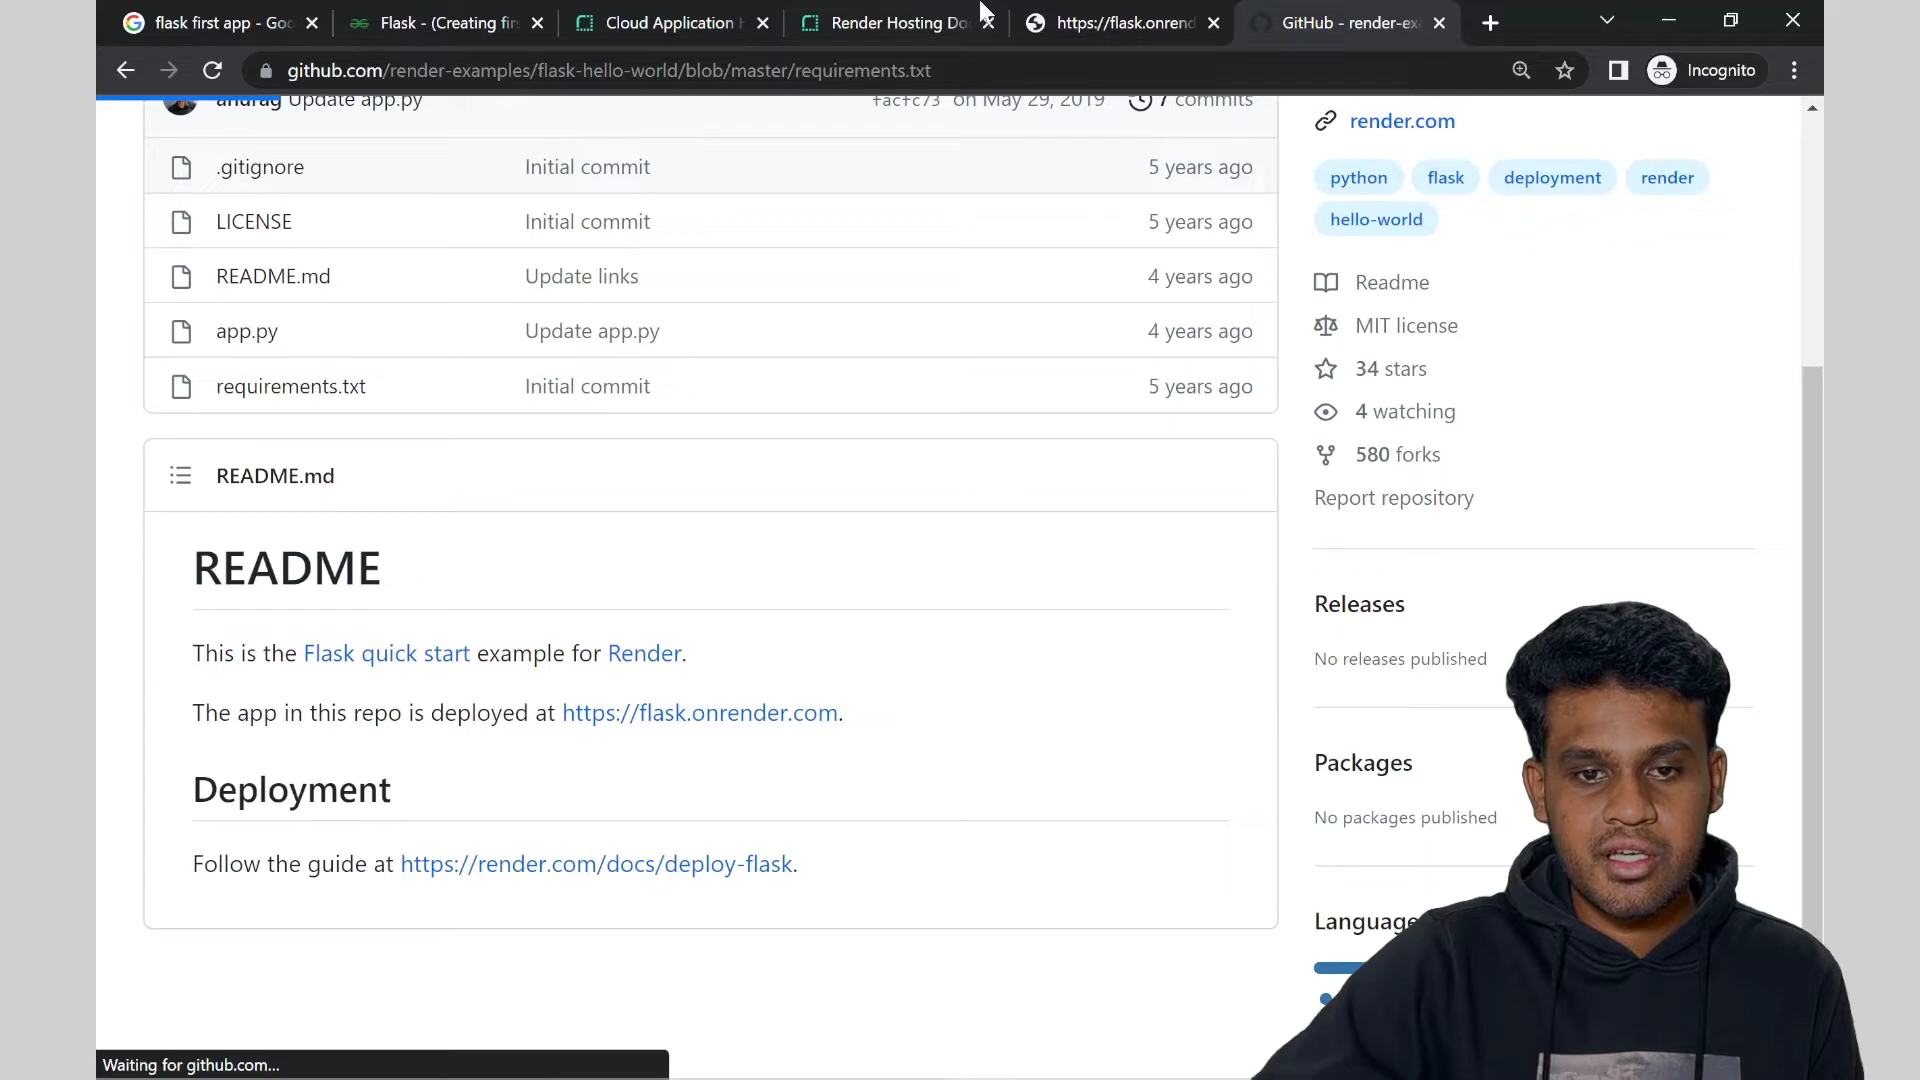 flask first app - Goo
Flask - (Creating fir
Cloud Application H
Render Hosting Do
https://flask.onrend
GitHub - render-ex
github.com/render-examples/flask-hello-world/blob/master/requirements.txt
Incognito
anurag Update app.py
facfc73 on May 29, 2019
7 commits
.gitignore
Initial commit
5 years ago
LICENSE
Initial commit
5 years ago
README.md
Update links
4 years ago
app.py
Update app.py
4 years ago
requirements.txt
Initial commit
5 years ago
README.md
README
This is the Flask quick start example for Render.
The app in this repo is deployed at https://flask.onrender.com.
Deployment
Follow the guide at https://render.com/docs/deploy-flask.
render.com
python
flask
deployment
render
hello-world
Readme
MIT license
34 stars
4 watching
580 forks
Report repository
Releases
No releases published
Packages
No packages published
Language
Waiting for github.com...